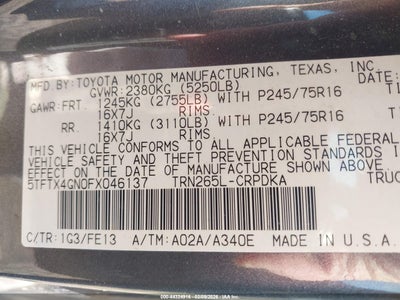 MFD.BY:TOYOTA MOTOR MANUFACTURING, TEXAS, INC. DATE:
GVWR:2380KG (5250LB)
GAWR:FRT. 1245KG (2755LB) WITH P245/75R16
16X7J RIMS
RR. 1410KG (3110LB) WITH P245/75R16
16X7J RIMS
THIS VEHICLE CONFORMS TO ALL APPLICABLE FEDERAL
MOTOR VEHICLE SAFETY STANDARDS IN
EFFECT ON THE DATE OF MANUFACTURE SHOWN ABOVE.
5TFTX4GN0FX046137 TRN265L-CRPDKA TRUC
C/TR:1G3/FE13 A/TM:A02A/A340E MADE IN U.S.A.